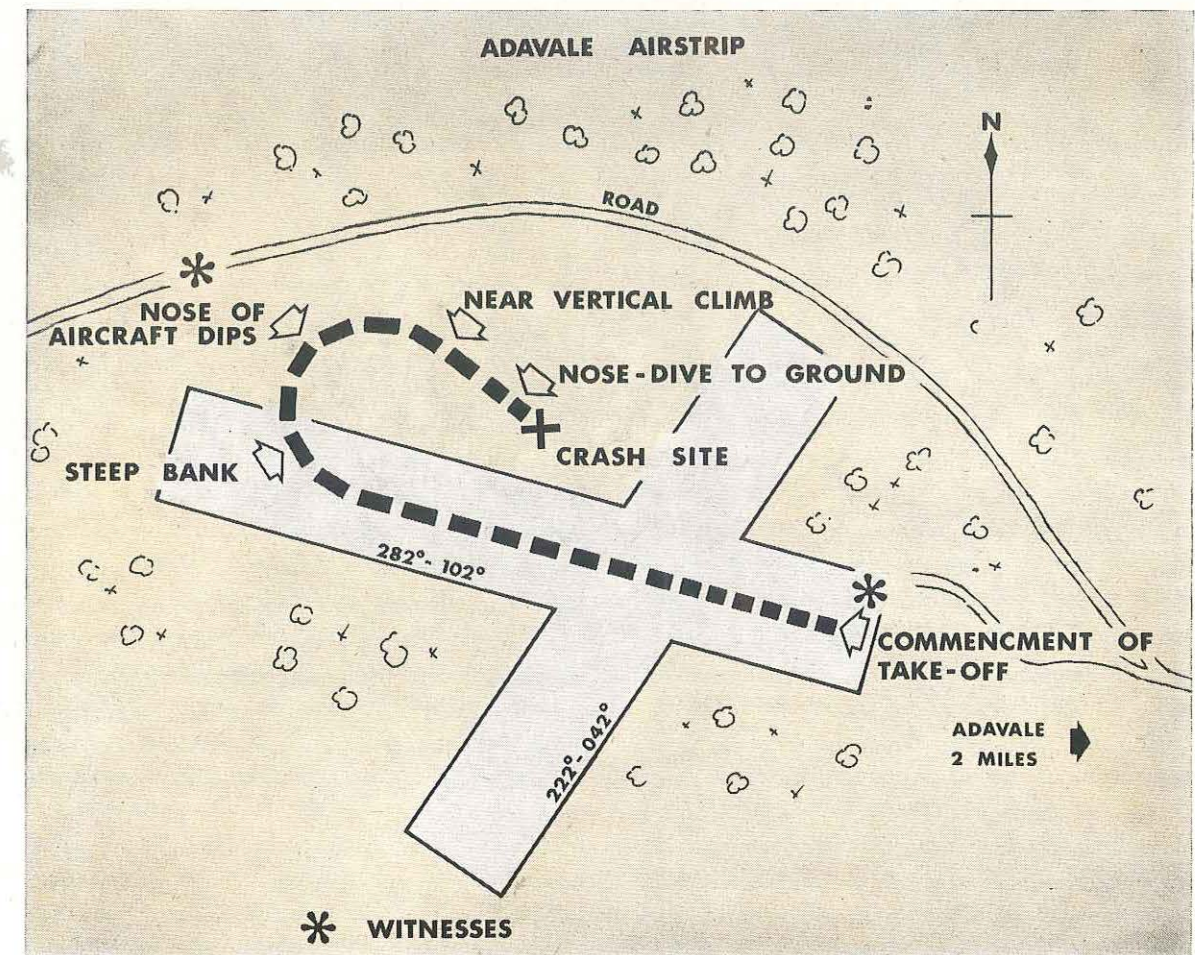 ADAVALE AIRSTRIP
N
ROAD
NEAR VERTICAL CLIMB
NOSE OF
AIRCRAFT DIPS
NOSE-DIVE TO GROUND
CRASH SITE
STEEP BANK
282°- 102°
COMMENCMENT OF
TAKE-OFF
222°- 042°
ADAVALE
2 MILES
WITNESSES